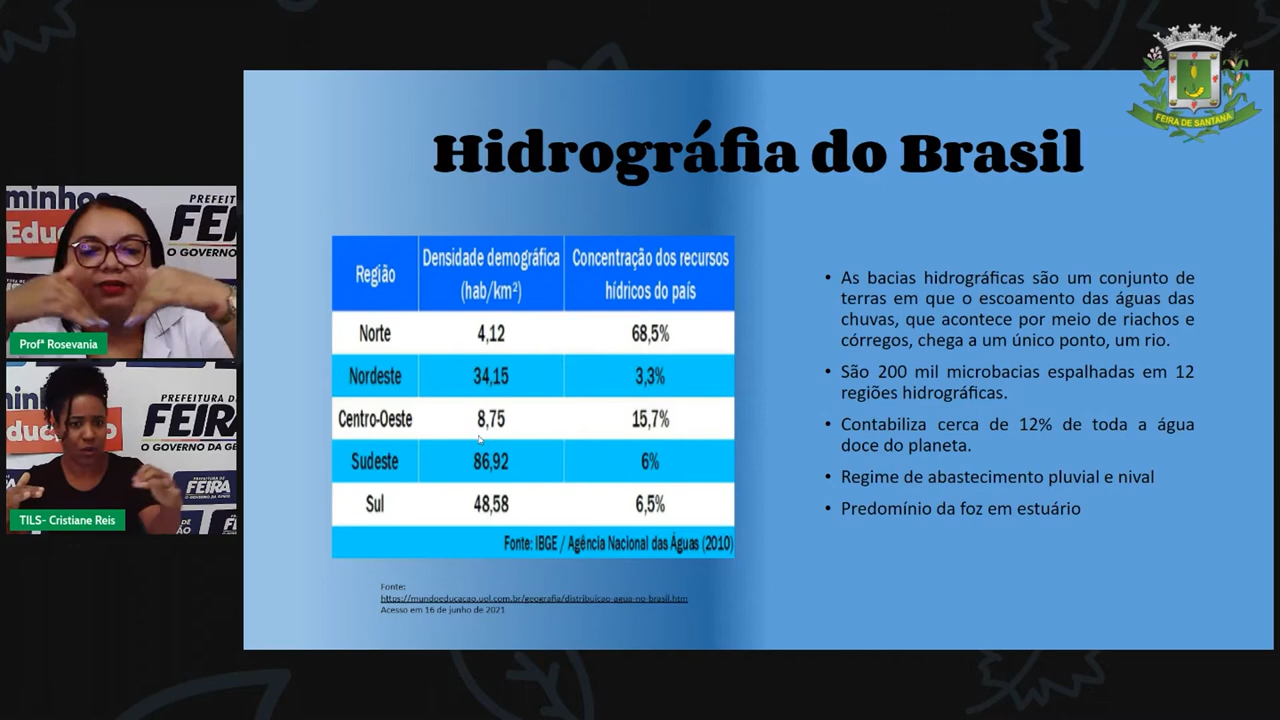 FEIRA DE SANTANA
Hidrográfia do Brasil
minhos
Edu
PREFEIT
FE
O GOVERNO
Profª Rosevania
PREFEITURA DE
FEIRA
O GOVERNO DA GE
PREFEITURA DE
FEIRA
TILS- Cristiane Reis
Região
Densidade demográfica
(hab/km²)
Concentração dos recursos
hídricos do país
Norte 4,12 68,5%
Nordeste 34,15 3,3%
Centro-Oeste 8,75 15,7%
Sudeste 86,92 6%
Sul 48,58 6,5%
Fonte: IBGE / Agência Nacional das Águas (2010)
Fonte:
https://mundoeducacao.uol.com.br/geografia/distribuicao-agua-no-brasil.htm
Acesso em 16 de junho de 2021
• As bacias hidrográficas são um conjunto de
terras em que o escoamento das águas das
chuvas, que acontece por meio de riachos e
córregos, chega a um único ponto, um rio.
• São 200 mil microbacias espalhadas em 12
regiões hidrográficas.
• Contabiliza cerca de 12% de toda a água
doce do planeta.
• Regime de abastecimento pluvial e nival
• Predomínio da foz em estuário